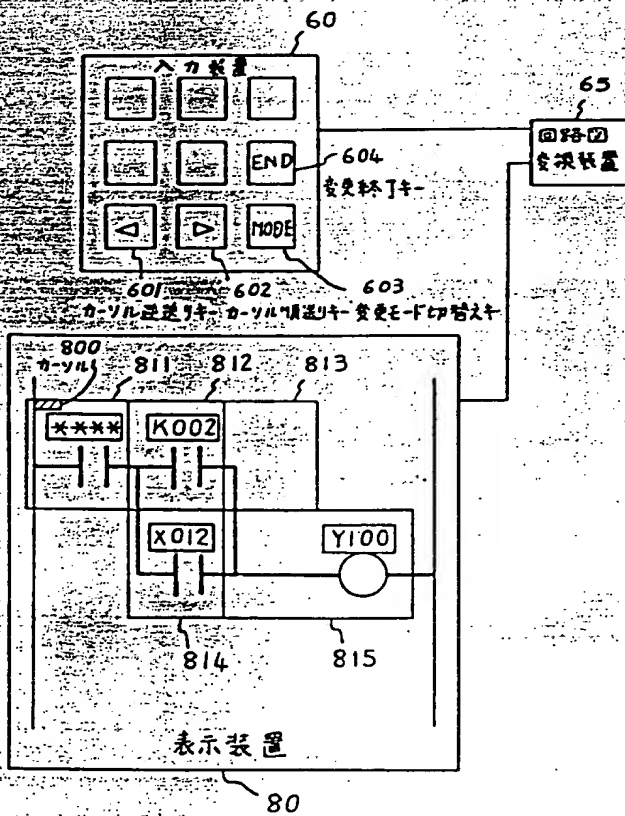 60
入力装置
65
回路図
変換装置
END
604
変更終了キー
◁ ▷ MODE
601 602 603
カーソル逆送りキー カーソル順送りキー 変更モード切替えキー
800
カーソル
811 812 813
**** K002
X012 Y100
814 815
表示装置
80